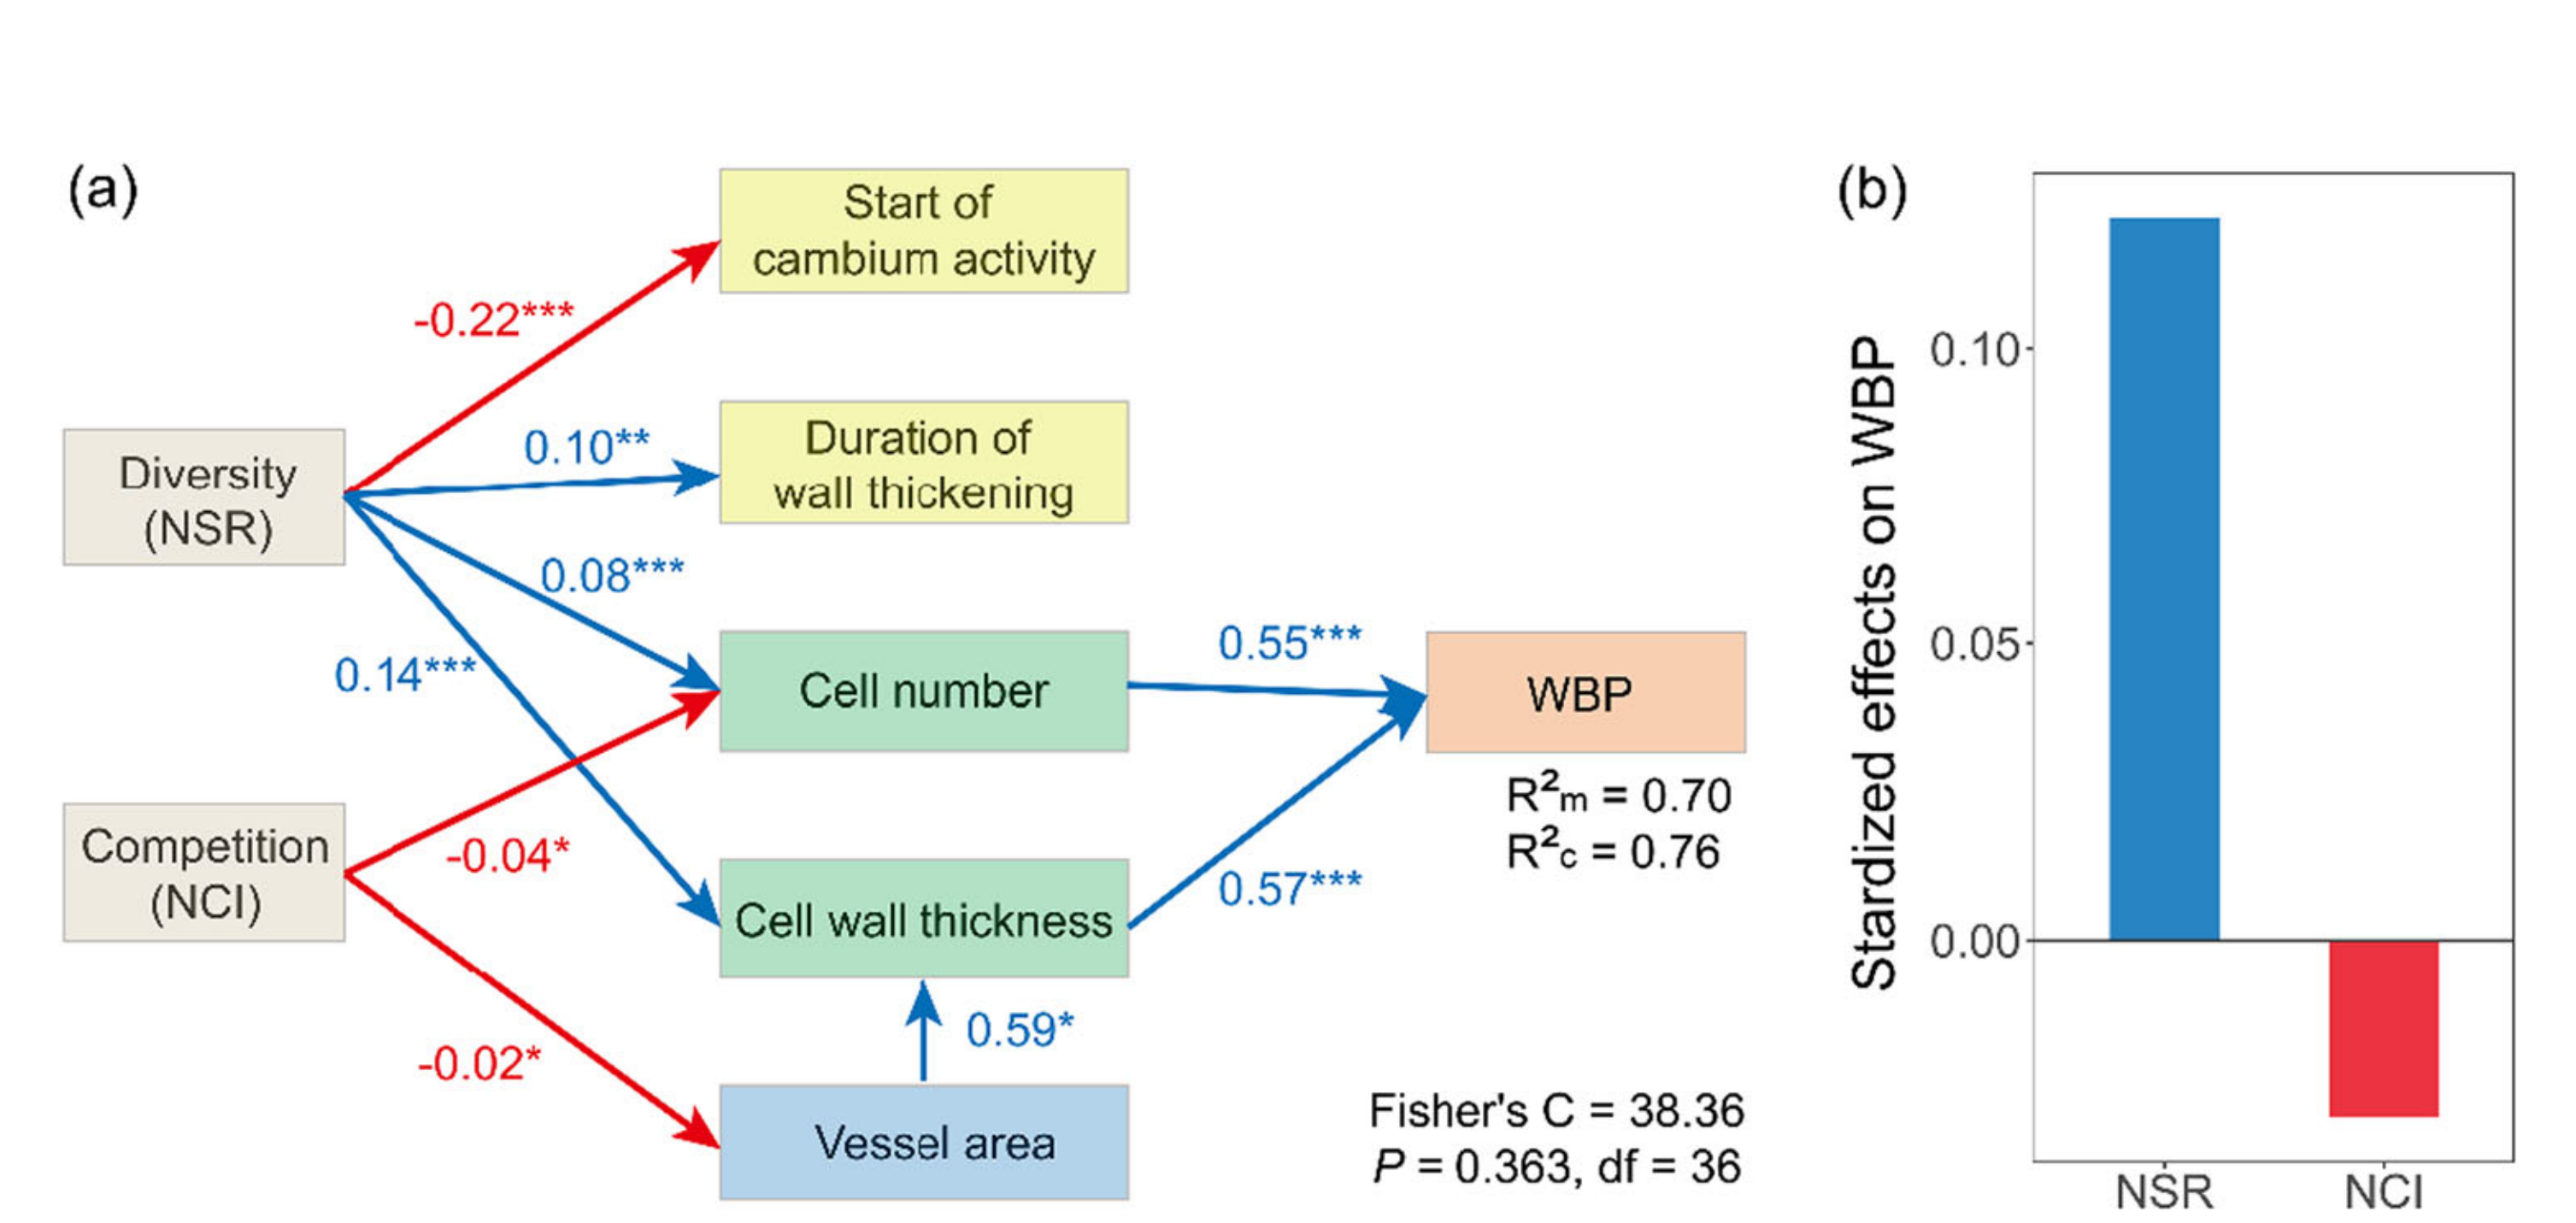 (a)
Start of
cambium activity
-0.22***
Duration of
wall thickening
0.10**
Diversity
(NSR)
0.08***
0.14***
Cell number
0.55***
WBP
R²m = 0.70
R²c = 0.76
Competition
(NCI)
-0.04*
Cell wall thickness
0.57***
-0.02*
0.59*
Vessel area
Fisher's C = 38.36
P = 0.363, df = 36
(b)
Stardized effects on WBP
0.10
0.05
0.00
NSR
NCI